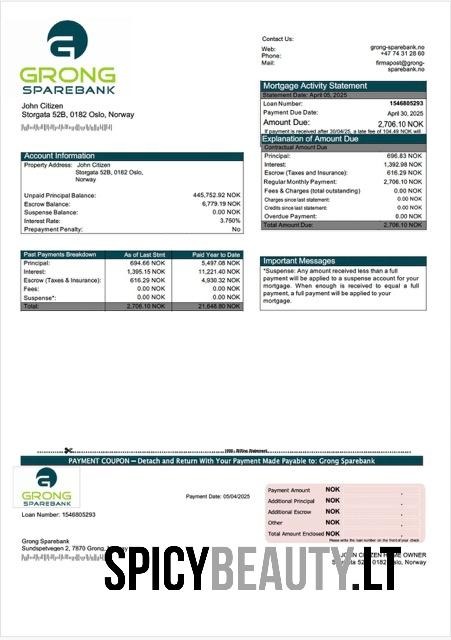 GRONG
SPAREBANK
Contact Us:
Web: grong-sparebank.no
Phone: +47 74 31 28 60
Mail: firmapost@grong-
sparebank.no
John Citizen
Storgata 52B, 0182 Oslo, Norway
Mortgage Activity Statement
Statement Date: April 05, 2025
Loan Number: 1546805293
Payment Due Date: April 30, 2025
Amount Due: 2,706.10 NOK
If payment is received after 30/04/25, a late fee of 104.49 NOK will
Explanation of Amount Due
Contractual Amount Due
Principal: 696.83 NOK
Interest: 1,392.98 NOK
Escrow (Taxes and Insurance): 616.29 NOK
Regular Monthly Payment: 2,706.10 NOK
Fees & Charges (total outstanding) 0.00 NOK
Charges since last statement: 0.00 NOK
Credits since last statement: 0.00 NOK
Overdue Payment: 0.00 NOK
Total Amount Due: 2,706.10 NOK
Account Information
Property Address: John Citizen
Storgata 52B, 0182 Oslo,
Norway
Unpaid Principal Balance: 445,752.92 NOK
Escrow Balance: 6,779.19 NOK
Suspense Balance: 0.00 NOK
Interest Rate: 3.750%
Prepayment Penalty: No
Past Payments Breakdown As of Last Stmt Paid Year to Date
Principal: 694.66 NOK 5,497.08 NOK
Interest: 1,395.15 NOK 11,221.40 NOK
Escrow (Taxes & Insurance): 616.29 NOK 4,930.32 NOK
Fees: 0.00 NOK 0.00 NOK
Suspense*: 0.00 NOK 0.00 NOK
Total: 2,706.10 NOK 21,648.80 NOK
Important Messages
*Suspense: Any amount received less than a full
payment will be applied to a suspense account for your
mortgage. When enough is received to equal a full
payment, a full payment will be applied to your
mortgage.
PAYMENT COUPON — Detach and Return With Your Payment Made Payable to: Grong Sparebank
GRONG
SPAREBANK
Payment Date: 05/04/2025
Loan Number: 1546805293
Payment Amount NOK
Additional Principal NOK
Additional Escrow NOK
Other NOK
Total Amount Enclosed NOK
Please write the loan number on the front of your check
Grong Sparebank
Sundspetvegen 2, 7870 Grong,
JOHN CITIZEN HOME OWNER
0182 Oslo, Norway
SPICYBEAUTY.LT